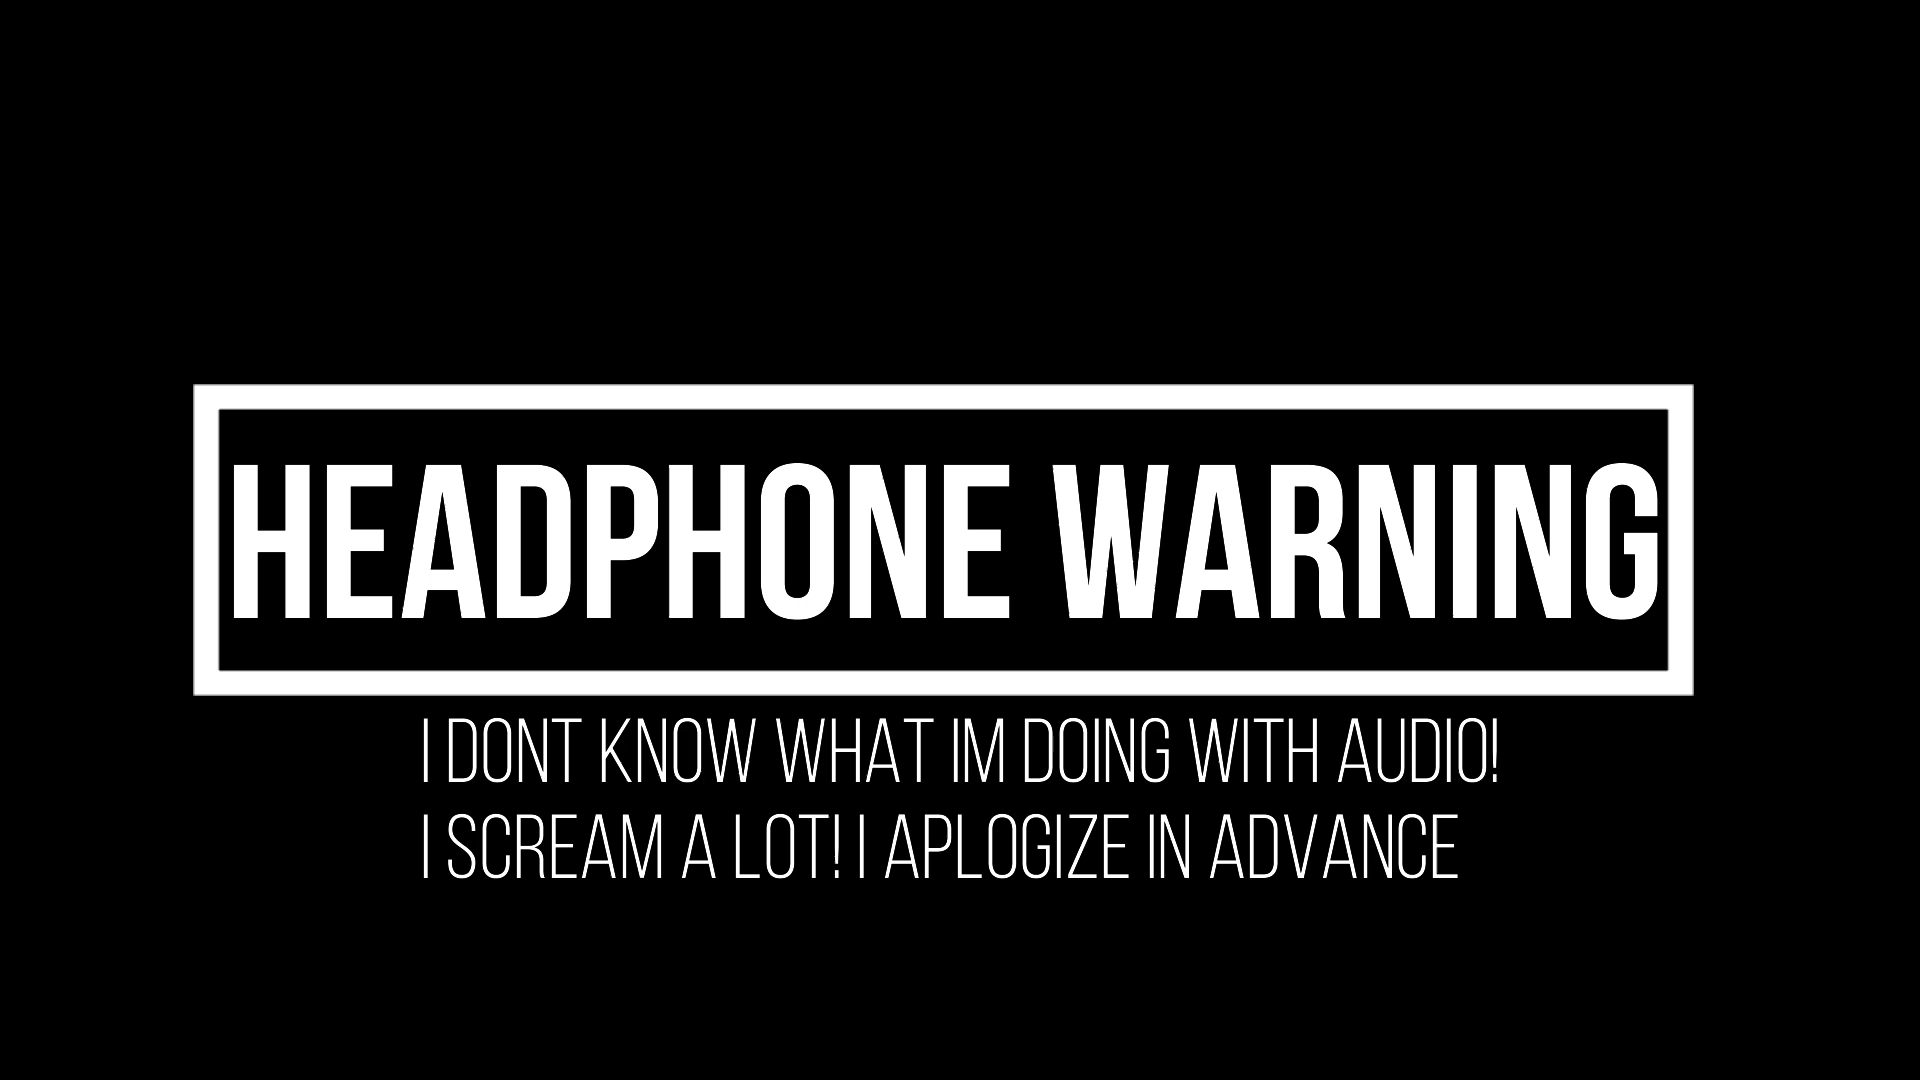 HEADPHONE WARNING
I DONT KNOW WHAT IM DOING WITH AUDIO!
I SCREAM A LOT! I APLOGIZE IN ADVANCE